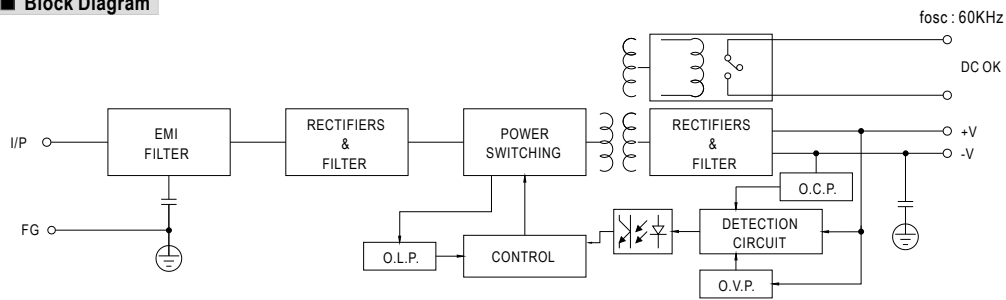 ■ Block Diagram
fosc : 60KHz
DC OK
I/P
EMI
FILTER
RECTIFIERS
&
FILTER
POWER
SWITCHING
RECTIFIERS
&
FILTER
+V
-V
O.C.P.
FG
O.L.P.
CONTROL
DETECTION
CIRCUIT
O.V.P.